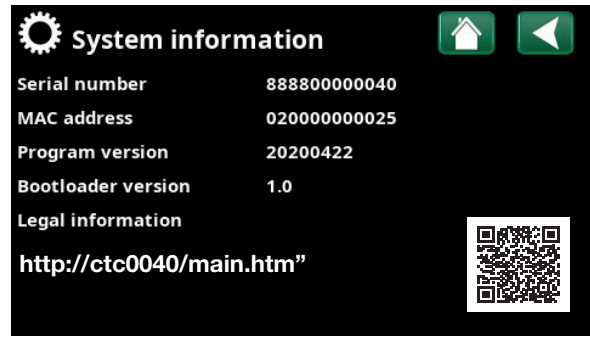 System information
Serial number 888800000040
MAC address 020000000025
Program version 20200422
Bootloader version 1.0
Legal information
http://ctc0040/main.htm”